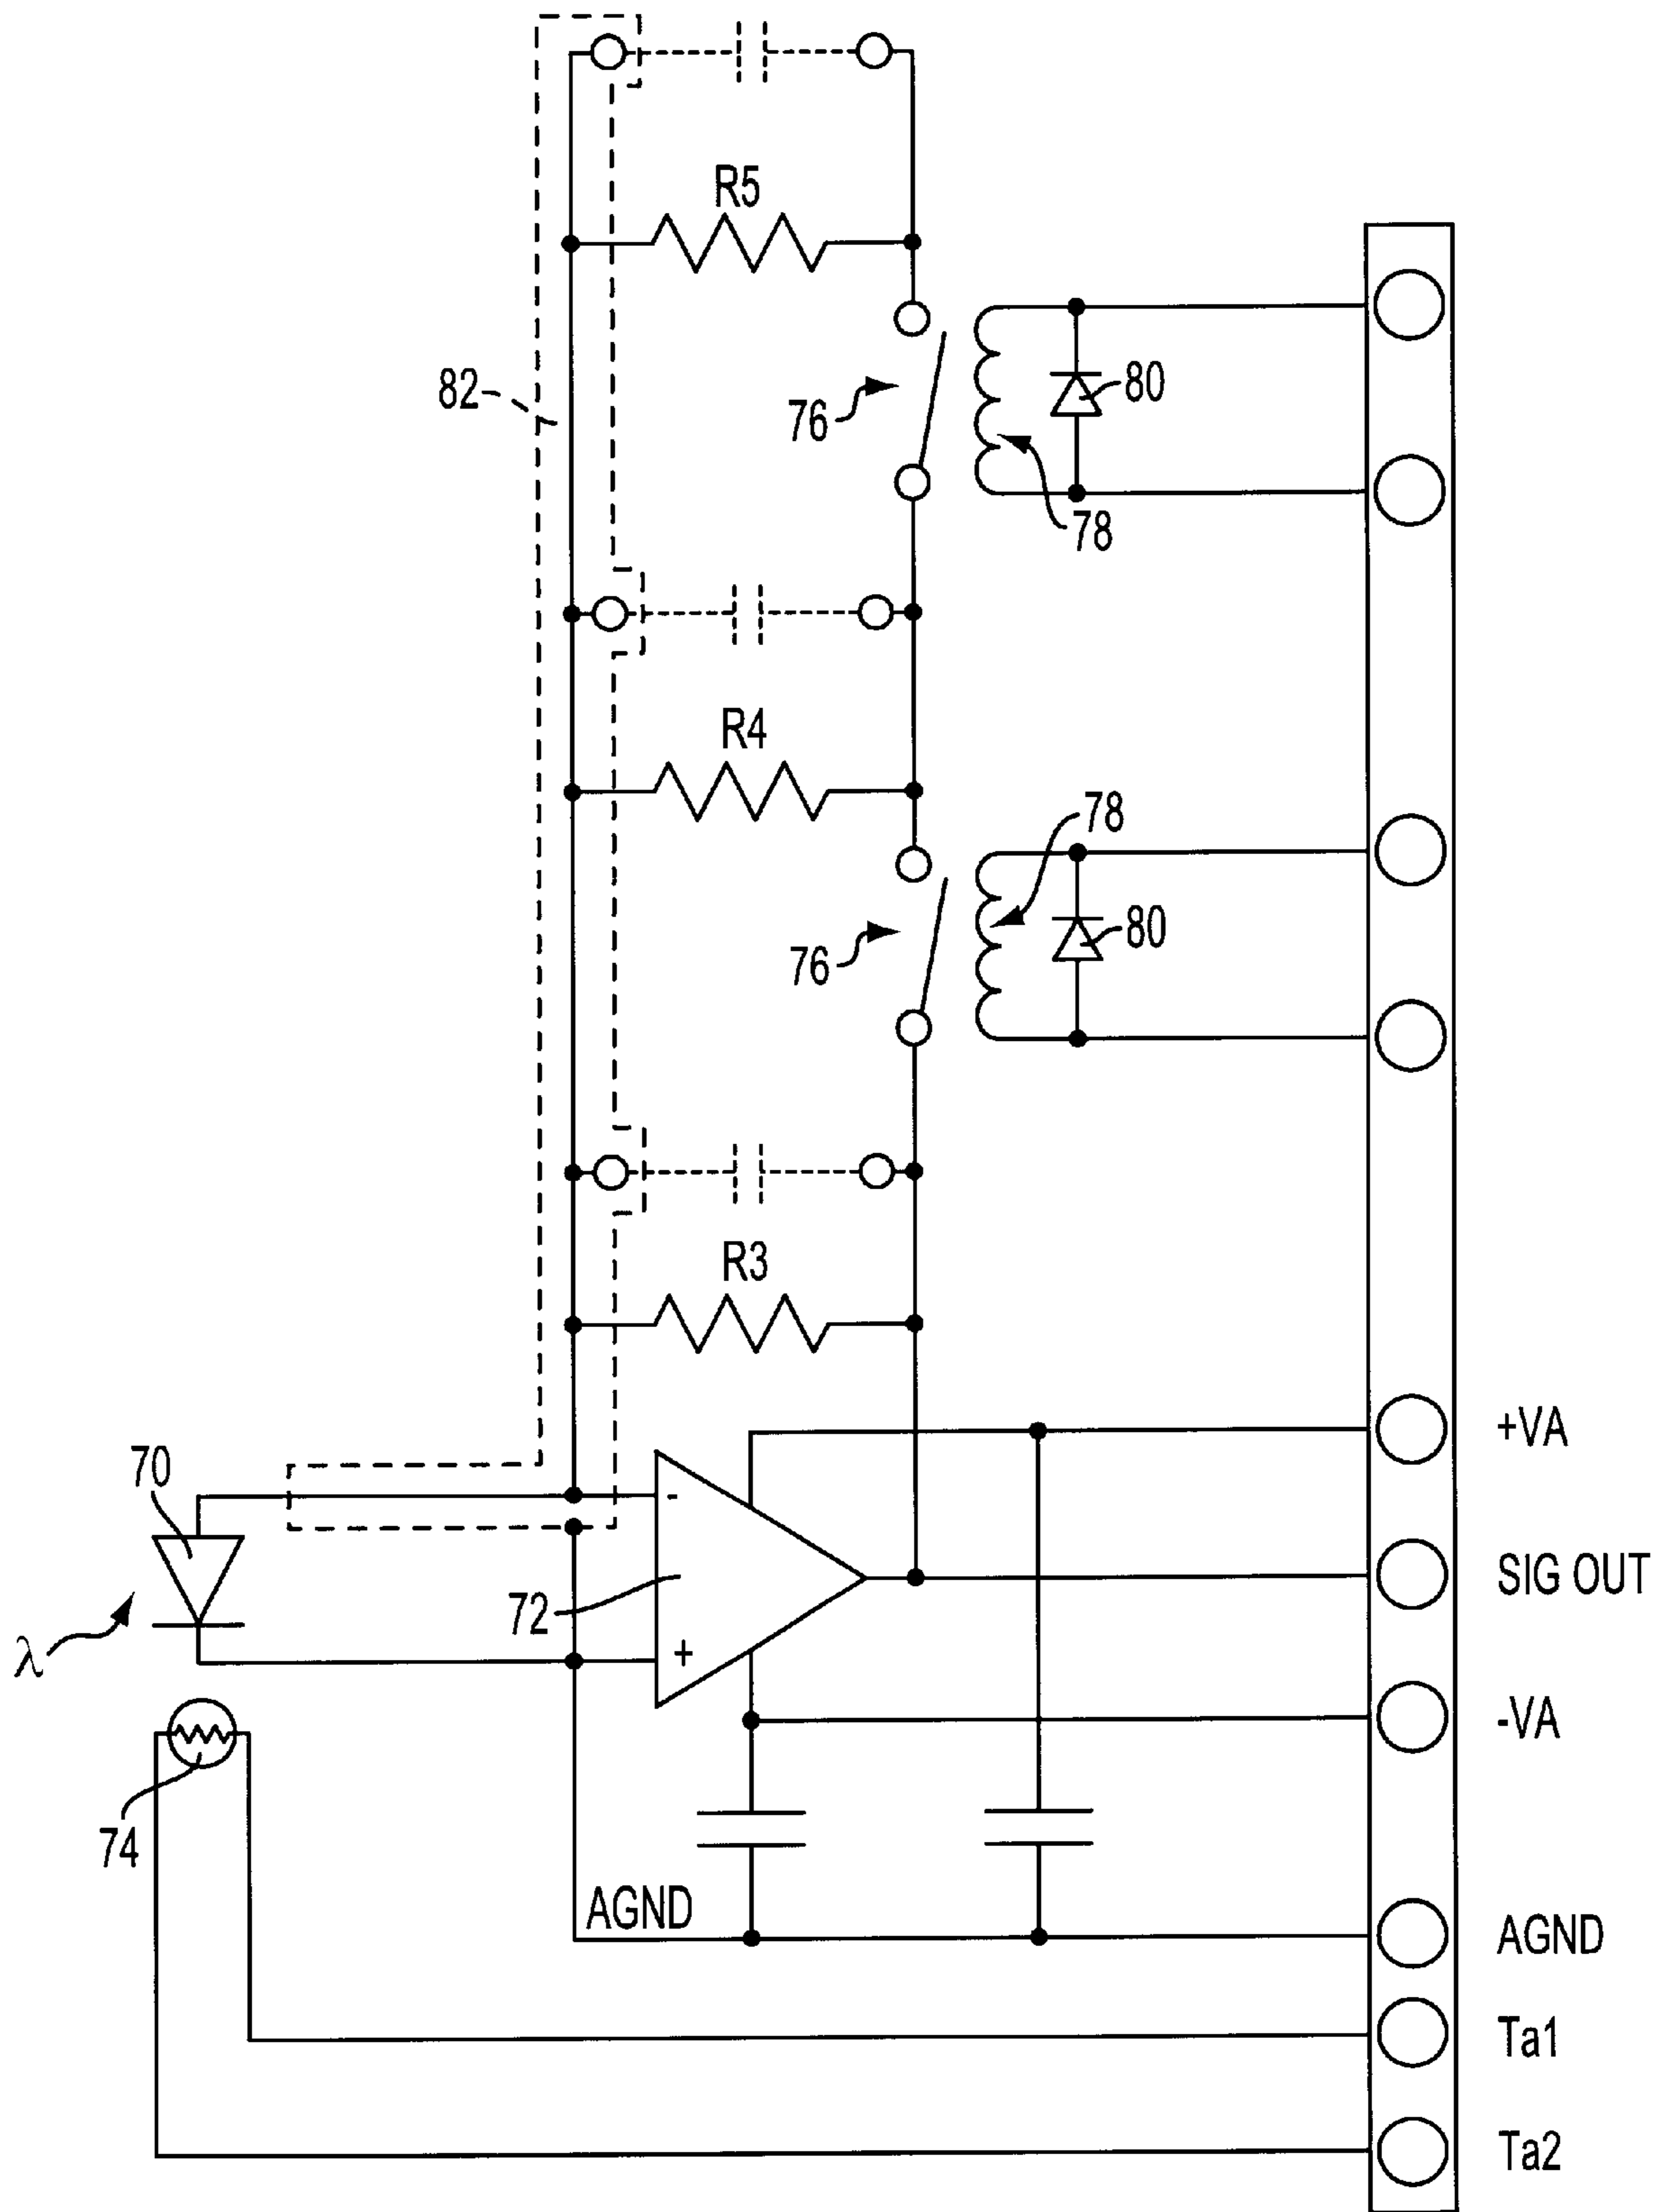 R5
82
76
80
78
R4
78
76
80
R3
+VA
70
-
72
SIG OUT
λ
+
-VA
74
AGND
AGND
Ta1
Ta2